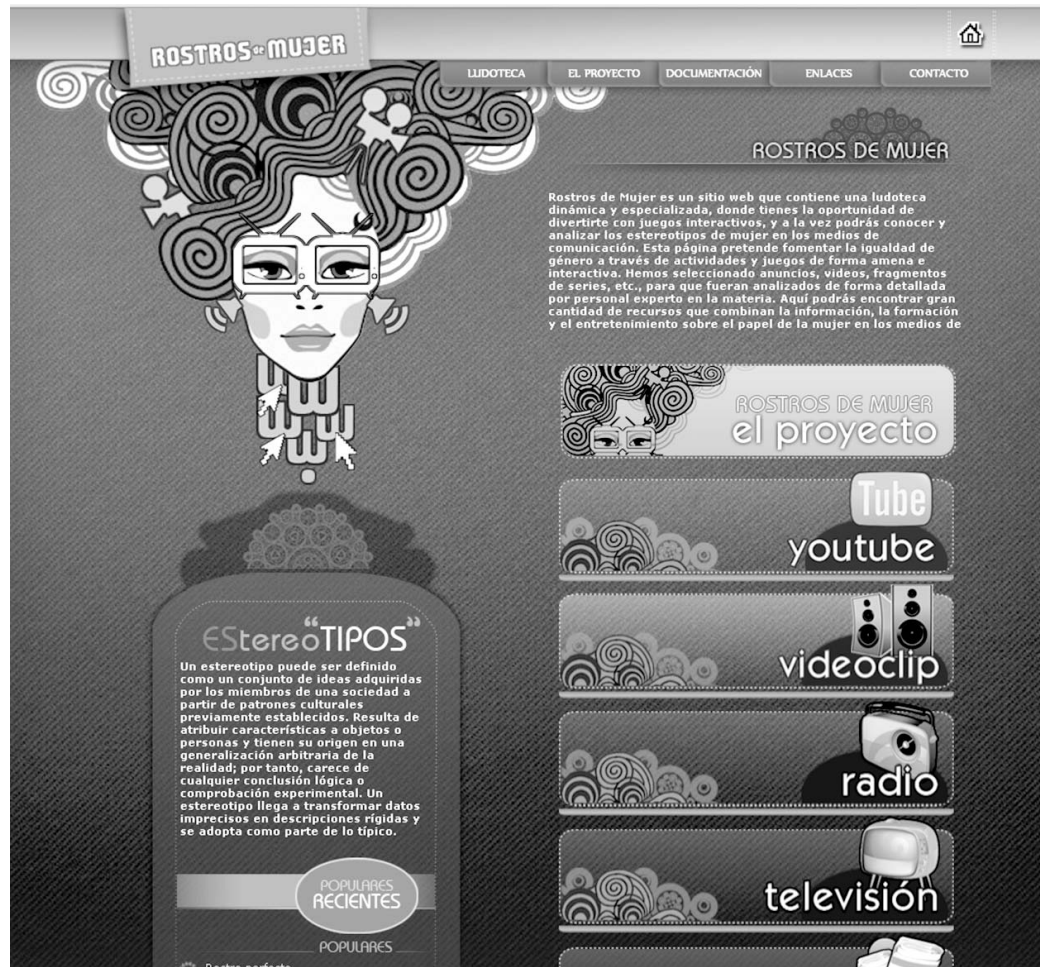 ROSTROS de MUJER
LUDOTECA EL PROYECTO DOCUMENTACIÓN ENLACES CONTACTO
ROSTROS DE MUJER
Rostros de Mujer es un sitio web que contiene una ludoteca
dinámica y especializada, donde tienes la oportunidad de
divertirte con juegos interactivos, y a la vez podrás conocer y
analizar los estereotipos de mujer en los medios de
comunicación. Esta página pretende fomentar la igualdad de
género a través de actividades y juegos de forma amena e
interactiva. Hemos seleccionado anuncios, videos, fragmentos
de series, etc., para que fueran analizados de forma detallada
por personal experto en la materia. Aquí podrás encontrar gran
cantidad de recursos que combinan la información, la formación
y el entretenimiento sobre el papel de la mujer en los medios de
ROSTROS DE MUJER
el proyecto
Tube
youtube
videoclip
radio
televisión
EStereo“TIPOS”
Un estereotipo puede ser definido
como un conjunto de ideas adquiridas
por los miembros de una sociedad a
partir de patrones culturales
previamente establecidos. Resulta de
atribuir características a objetos o
personas y tienen su origen en una
generalización arbitraria de la
realidad; por tanto, carece de
cualquier conclusión lógica o
comprobación experimental. Un
estereotipo llega a transformar datos
imprecisos en descripciones rígidas y
se adopta como parte de lo típico.
POPULARES
RECIENTES
POPULARES